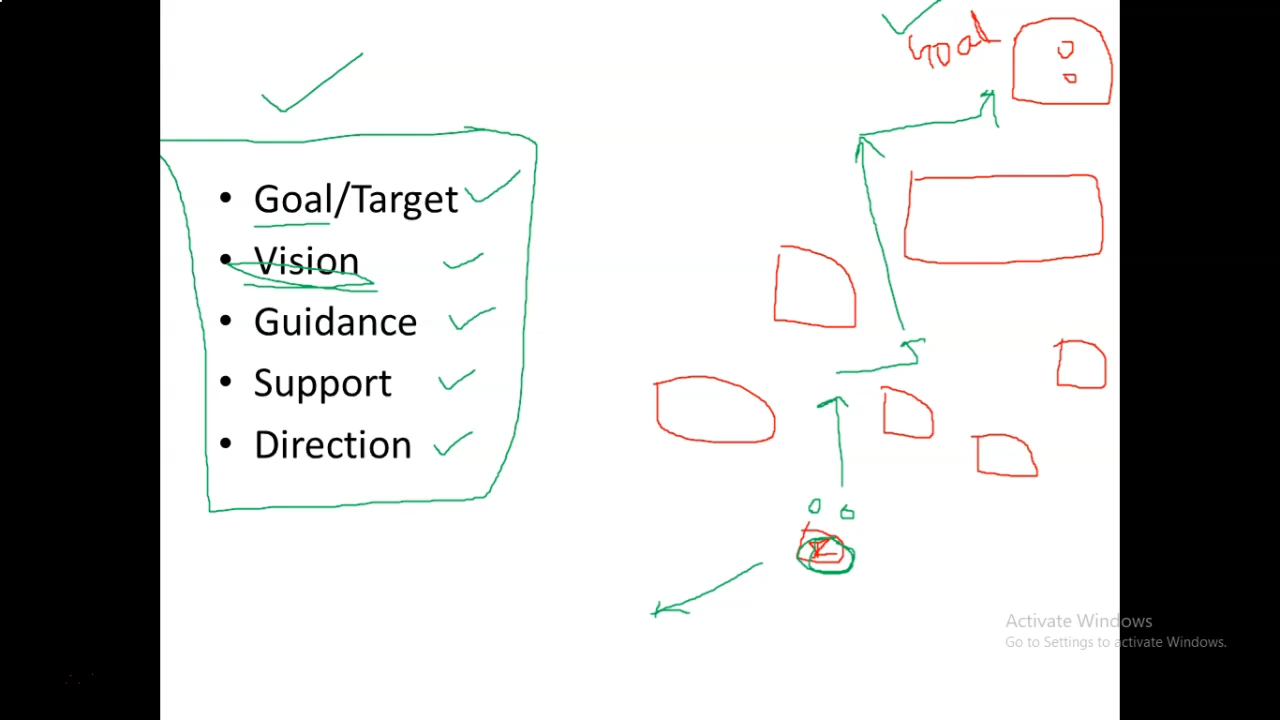 Goal
• Goal/Target
• Vision
• Guidance
• Support
• Direction
Activate Windows
Go to Settings to activate Windows.